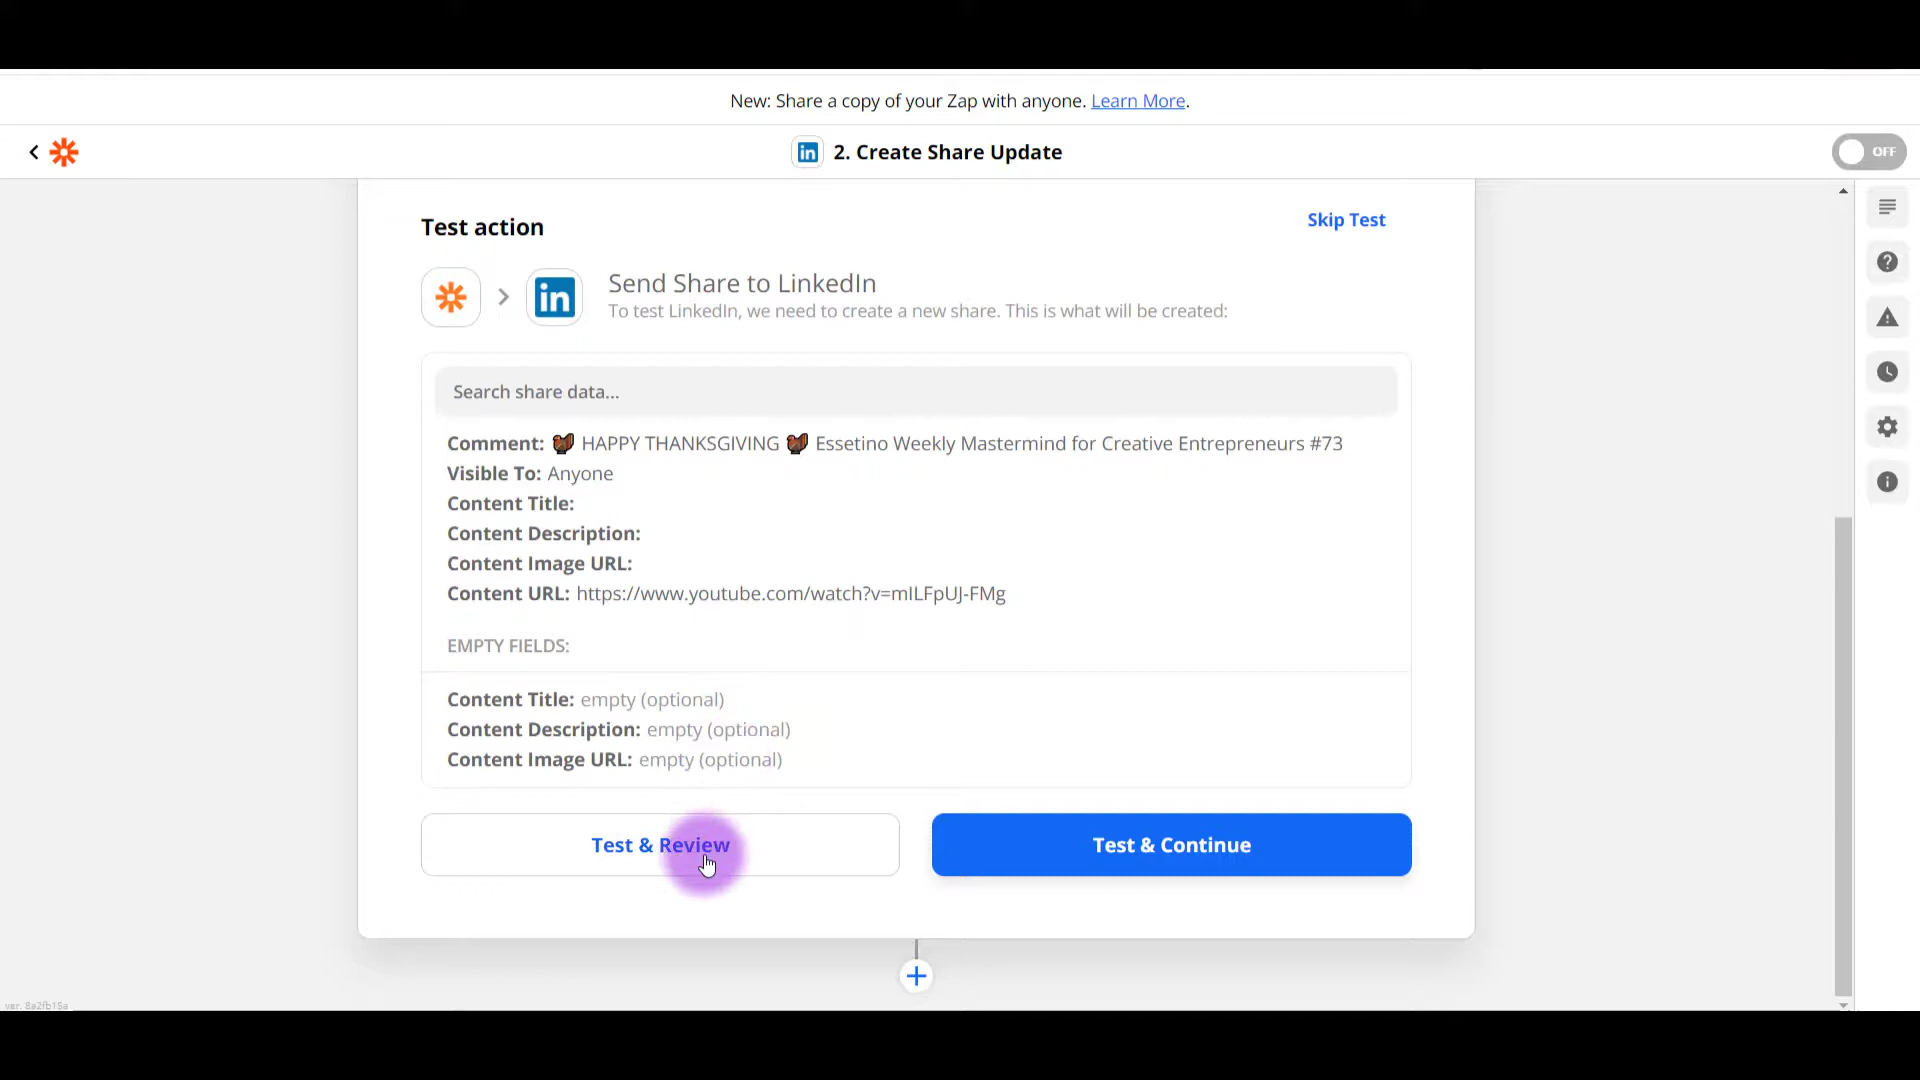 New: Share a copy of your Zap with anyone. Learn More.
2. Create Share Update
OFF
Test action
Skip Test
Send Share to LinkedIn
To test LinkedIn, we need to create a new share. This is what will be created:
Search share data...
Comment: 🦃 HAPPY THANKSGIVING 🦃 Essetino Weekly Mastermind for Creative Entrepreneurs #73
Visible To: Anyone
Content Title:
Content Description:
Content Image URL:
Content URL: https://www.youtube.com/watch?v=mILFpUJ-FMg
EMPTY FIELDS:
Content Title: empty (optional)
Content Description: empty (optional)
Content Image URL: empty (optional)
Test & Review
Test & Continue
ver. 8a2fb15a